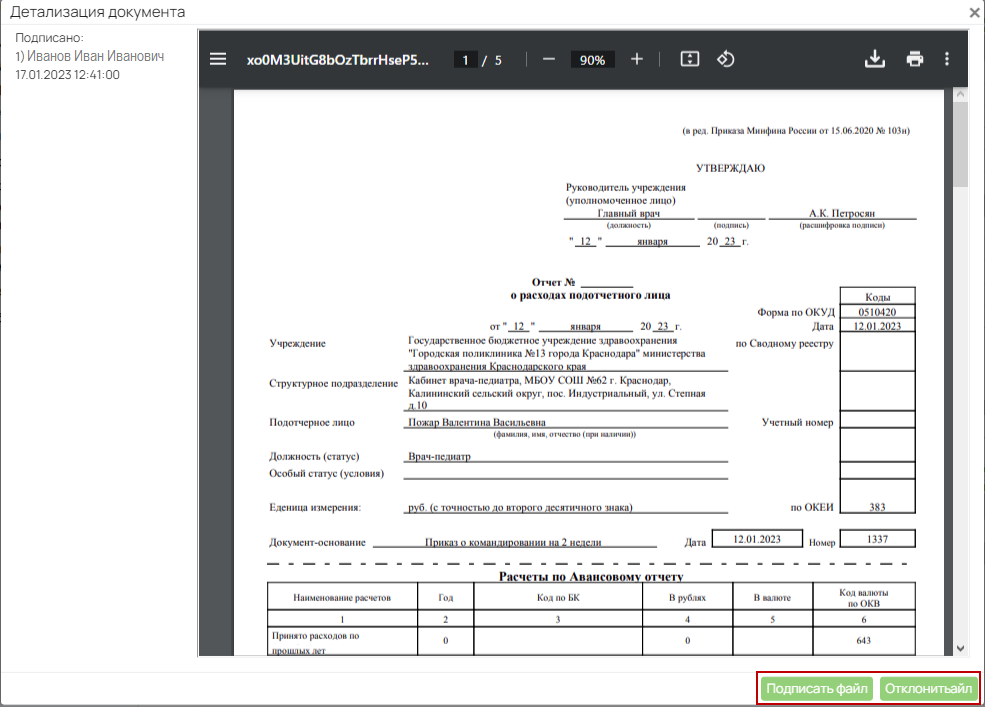 Детализация документа
Подписано:
1) Иванов Иван Иванович
17.01.2023 12:41:00
xo0M3UitG8bOzTbrrHseP5... 1 / 5 90%
(в ред. Приказа Минфина России от 15.06.2020 № 103н)
УТВЕРЖДАЮ
Руководитель учреждения
(уполномоченное лицо)
Главный врач А.К. Петросян
(должность) (подпись) (расшифровка подписи)
" 12 " января 20 23 г.
Отчет №
о расходах подотчетного лица
Коды
Форма по ОКУД 0510420
от " 12 " января 20 23 г. Дата 12.01.2023
Учреждение Государственное бюджетное учреждение здравоохранения "Городская поликлиника №13 города Краснодара" министерства здравоохранения Краснодарского края по Сводному реестру
Структурное подразделение Кабинет врача-педиатра, МБОУ СОШ №62 г. Краснодар, Калининский сельский округ, пос. Индустриальный, ул. Степная д.10
Подотчерное лицо Пожар Валентина Васильевна Учетный номер
(фамилия, имя, отчество (при наличии))
Должность (статус) Врач-педиатр
Особый статус (условия)
Еденица измерения: руб. (с точностью до второго десятичного знака) по ОКЕИ 383
Документ-основание Приказ о командировании на 2 недели Дата 12.01.2023 Номер 1337
Расчеты по Авансовому отчету
Наименование расчетов Год Код по БК В рублях В валюте Код валюты по ОКВ
1 2 3 4 5 6
Принято расходов по прошлых лет 0 0 643
Подписать файл Отклонитьайл